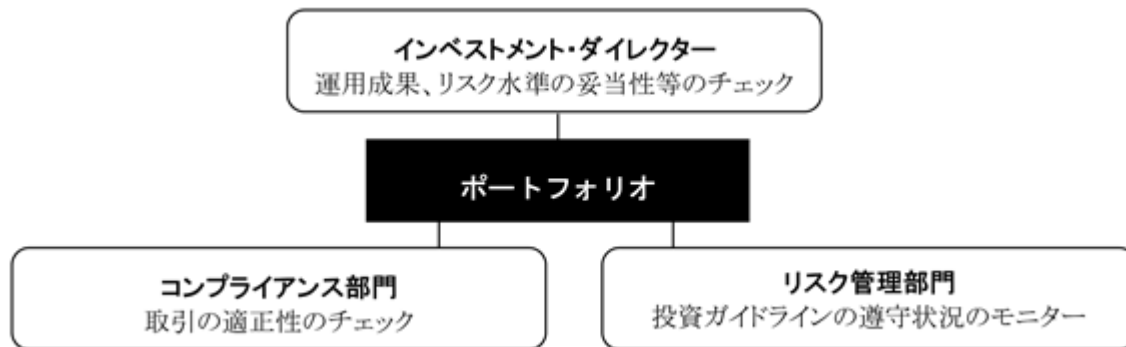 インベストメント・ダイレクター
運用成果、リスク水準の妥当性等のチェック
ポートフォリオ
コンプライアンス部門
取引の適正性のチェック
リスク管理部門
投資ガイドラインの遵守状況のモニター